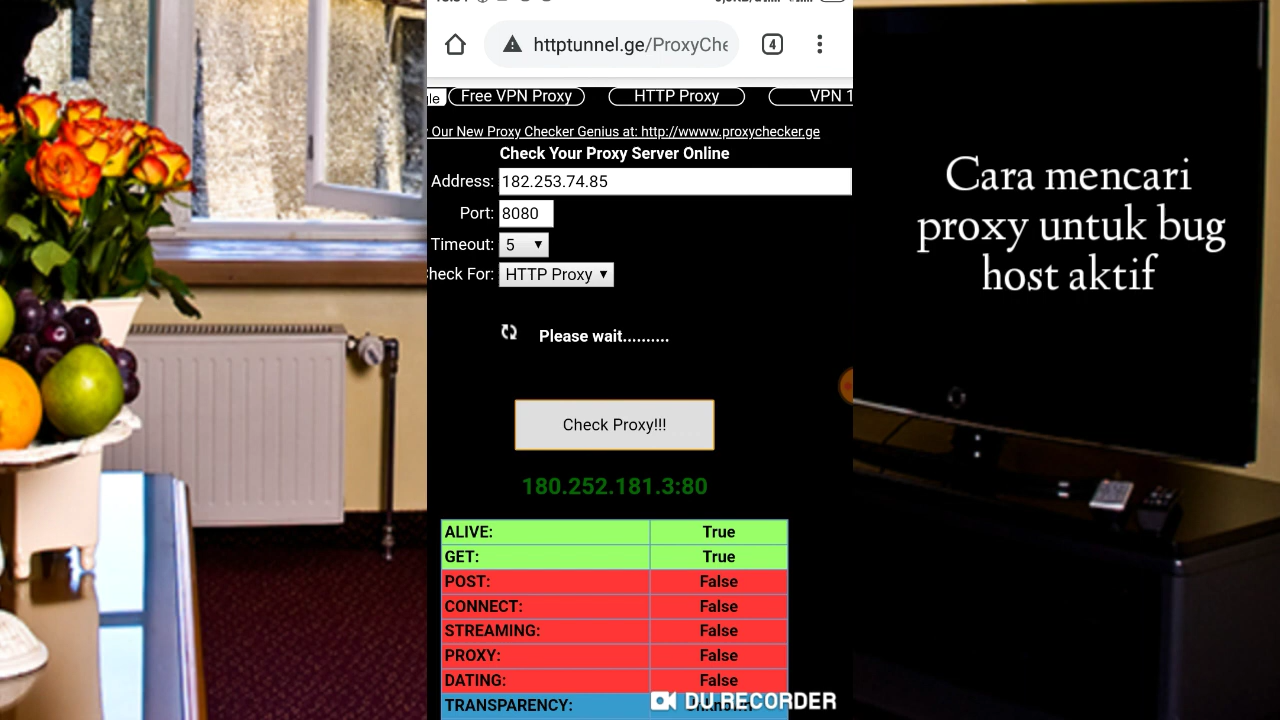 httptunnel.ge/ProxyChe
4
Free VPN Proxy
HTTP Proxy
VPN 1
Our New Proxy Checker Genius at: http://wwww.proxychecker.ge
Check Your Proxy Server Online
Address: 182.253.74.85
Port: 8080
Timeout: 5
heck For: HTTP Proxy
Please wait..........
Check Proxy!!!
180.252.181.3:80
ALIVE: True
GET: True
POST: False
CONNECT: False
STREAMING: False
PROXY: False
DATING: False
TRANSPARENCY:
DU RECORDER
Cara mencari
proxy untuk bug
host aktif